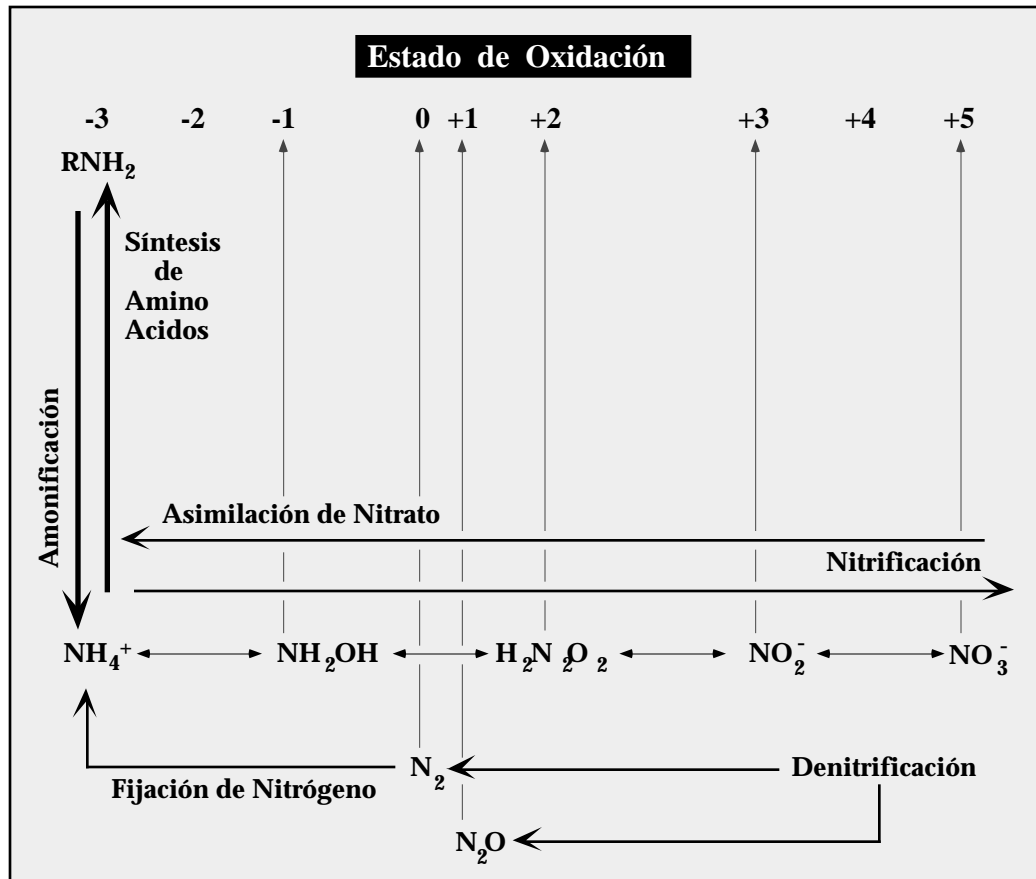 Estado de Oxidación
-3 -2 -1 0 +1 +2 +3 +4 +5
RNH₂
Síntesis
de
Amino
Acidos
Amonificación
Asimilación de Nitrato
Nitrificación
NH₄⁺ NH₂OH H₂N₂O₂ NO₂⁻ NO₃⁻
N₂ Denitrificación
Fijación de Nitrógeno
N₂O